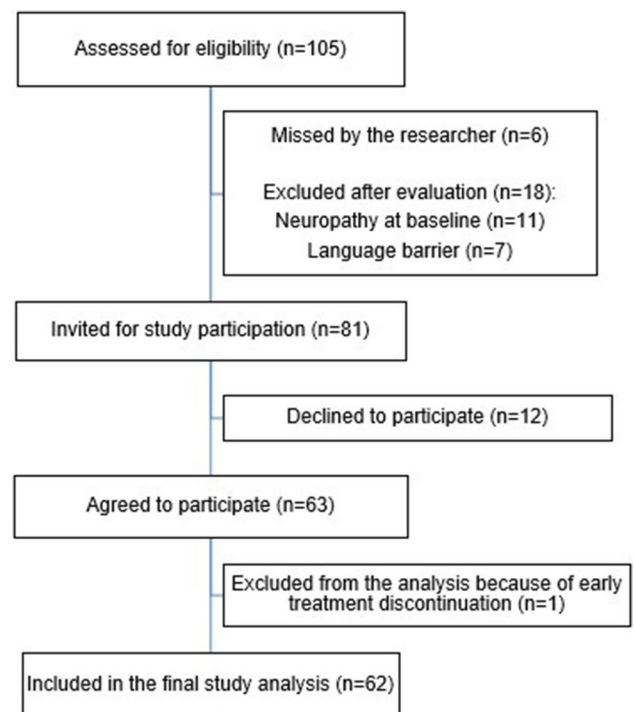 Assessed for eligibility (n=105)
Missed by the researcher (n=6)
Excluded after evaluation (n=18):
Neuropathy at baseline (n=11)
Language barrier (n=7)
Invited for study participation (n=81)
Declined to participate (n=12)
Agreed to participate (n=63)
Excluded from the analysis because of early
treatment discontinuation (n=1)
Included in the final study analysis (n=62)